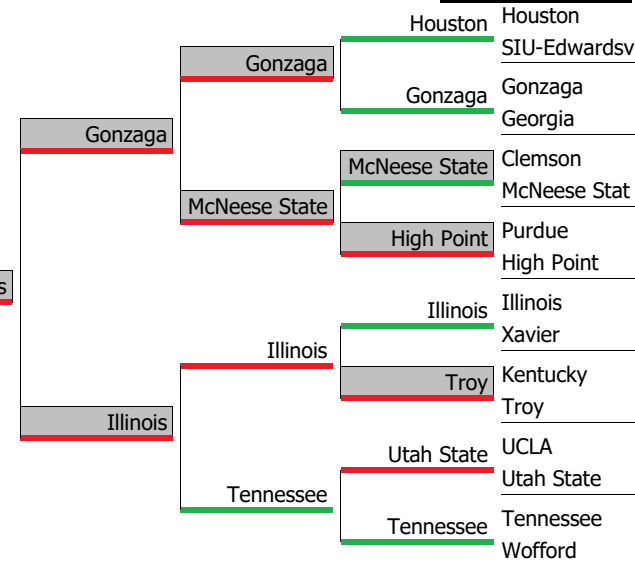 Houston
Houston
SIU-Edwardsv
Gonzaga
Gonzaga
Gonzaga
Georgia
Gonzaga
McNeese State
Clemson
McNeese Stat
McNeese State
High Point
Purdue
High Point
s
Illinois
Illinois
Xavier
Illinois
Troy
Kentucky
Troy
Illinois
Utah State
UCLA
Utah State
Tennessee
Tennessee
Tennessee
Wofford